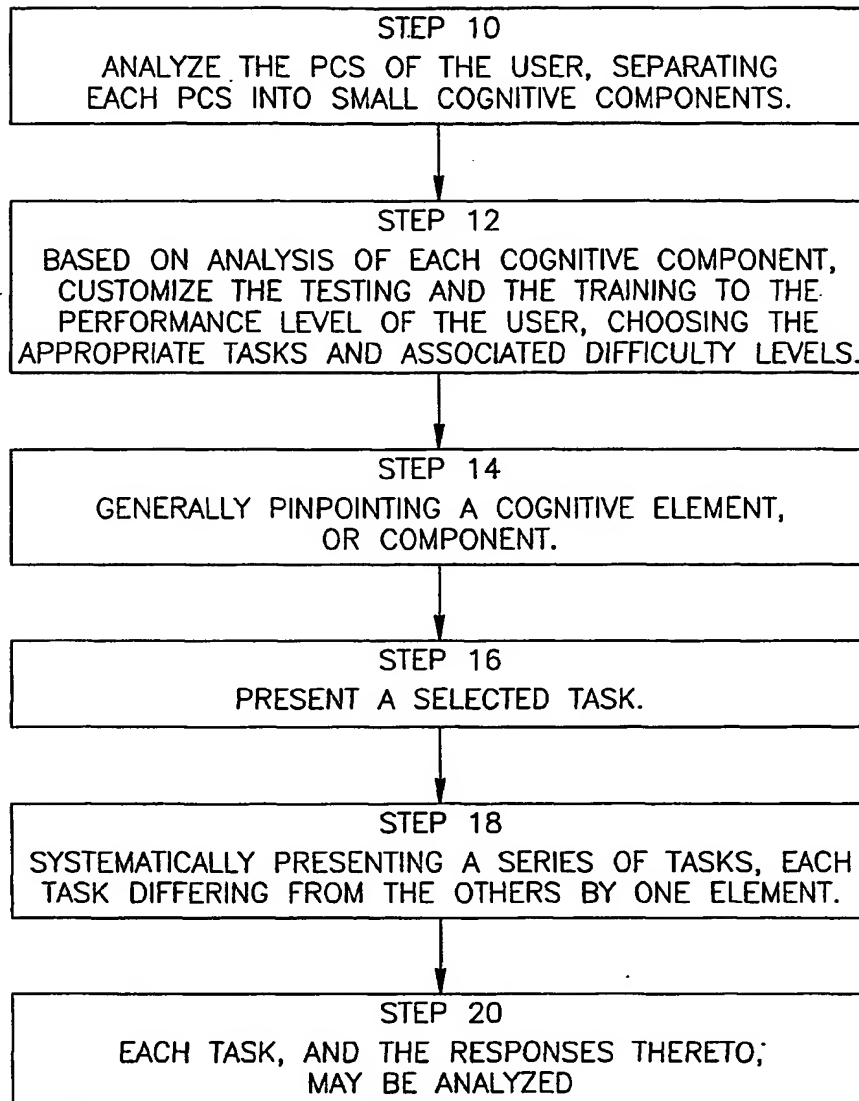 STEP 10
ANALYZE THE PCS OF THE USER, SEPARATING
EACH PCS INTO SMALL COGNITIVE COMPONENTS.
STEP 12
BASED ON ANALYSIS OF EACH COGNITIVE COMPONENT,
CUSTOMIZE THE TESTING AND THE TRAINING TO THE
PERFORMANCE LEVEL OF THE USER, CHOOSING THE
APPROPRIATE TASKS AND ASSOCIATED DIFFICULTY LEVELS.
STEP 14
GENERALLY PINPOINTING A COGNITIVE ELEMENT,
OR COMPONENT.
STEP 16
PRESENT A SELECTED TASK.
STEP 18
SYSTEMATICALLY PRESENTING A SERIES OF TASKS, EACH
TASK DIFFERING FROM THE OTHERS BY ONE ELEMENT.
STEP 20
EACH TASK, AND THE RESPONSES THERETO,
MAY BE ANALYZED